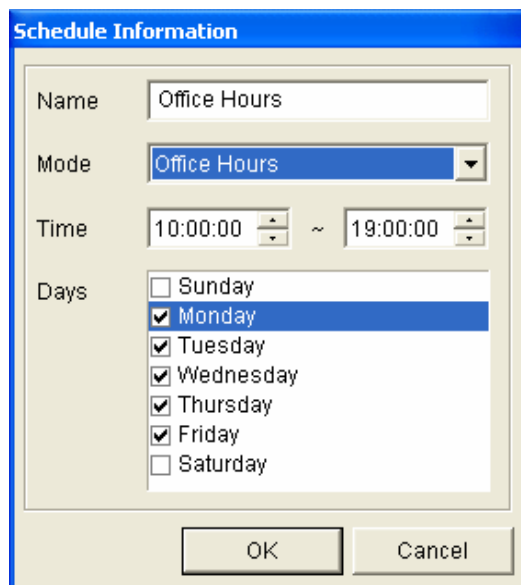 Schedule Information
Name Office Hours
Mode Office Hours
Time 10:00:00 ~ 19:00:00
Days
Sunday
Monday
Tuesday
Wednesday
Thursday
Friday
Saturday
OK Cancel